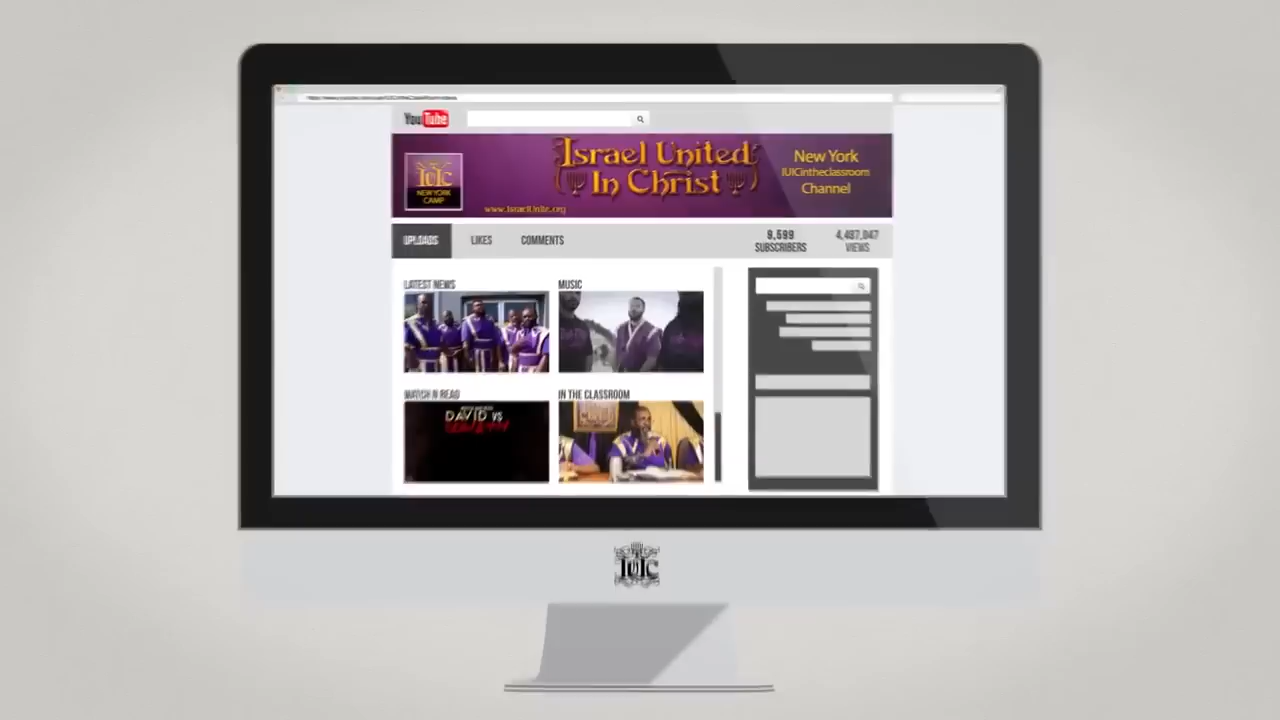 YouTube
Israel United
In Christ
New York
IUICintheclassroom
Channel
IUIC
NEW YORK
CAMP
www.IsraelUnite.org
UPLOADS
LIKES
COMMENTS
9,599
SUBSCRIBERS
4,487,047
VIEWS
LATEST NEWS
MUSIC
WATCH N READ
IN THE CLASSROOM
DAVID VS
IUIC